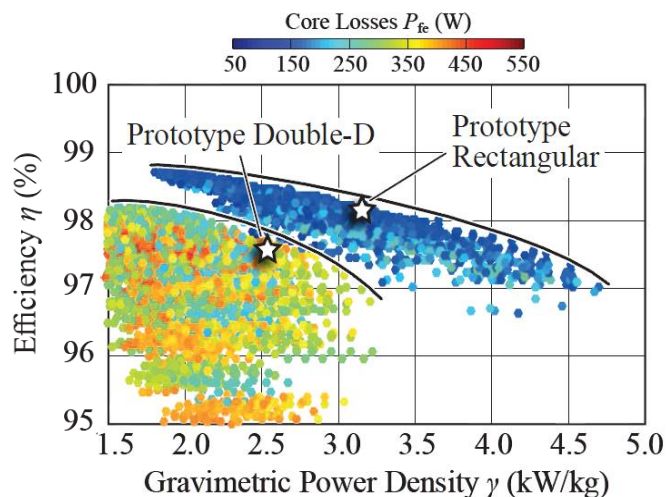 Core Losses P_fe (W)
50 150 250 350 450 550
100
99
98
97
96
95
Efficiency η (%)
Prototype Double-D
Prototype
Rectangular
1.5 2.0 2.5 3.0 3.5 4.0 4.5 5.0
Gravimetric Power Density γ (kW/kg)